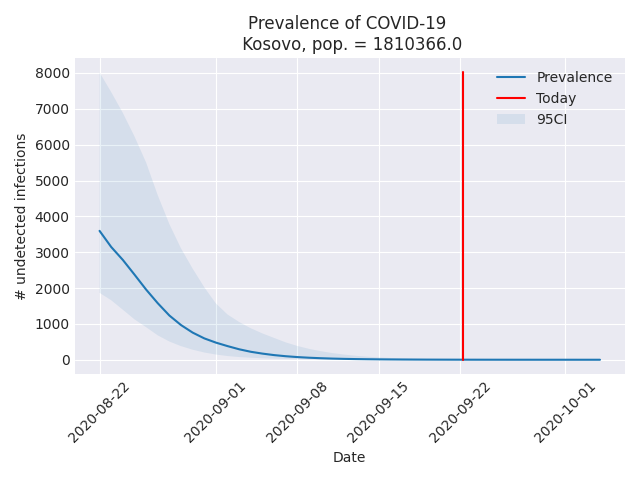 Prevalence of COVID-19
Kosovo, pop. = 1810366.0
8000
7000
6000
5000
4000
3000
2000
1000
0
# undetected infections
Prevalence
Today
95CI
2020-08-22
2020-09-01
2020-09-08
2020-09-15
2020-09-22
2020-10-01
Date